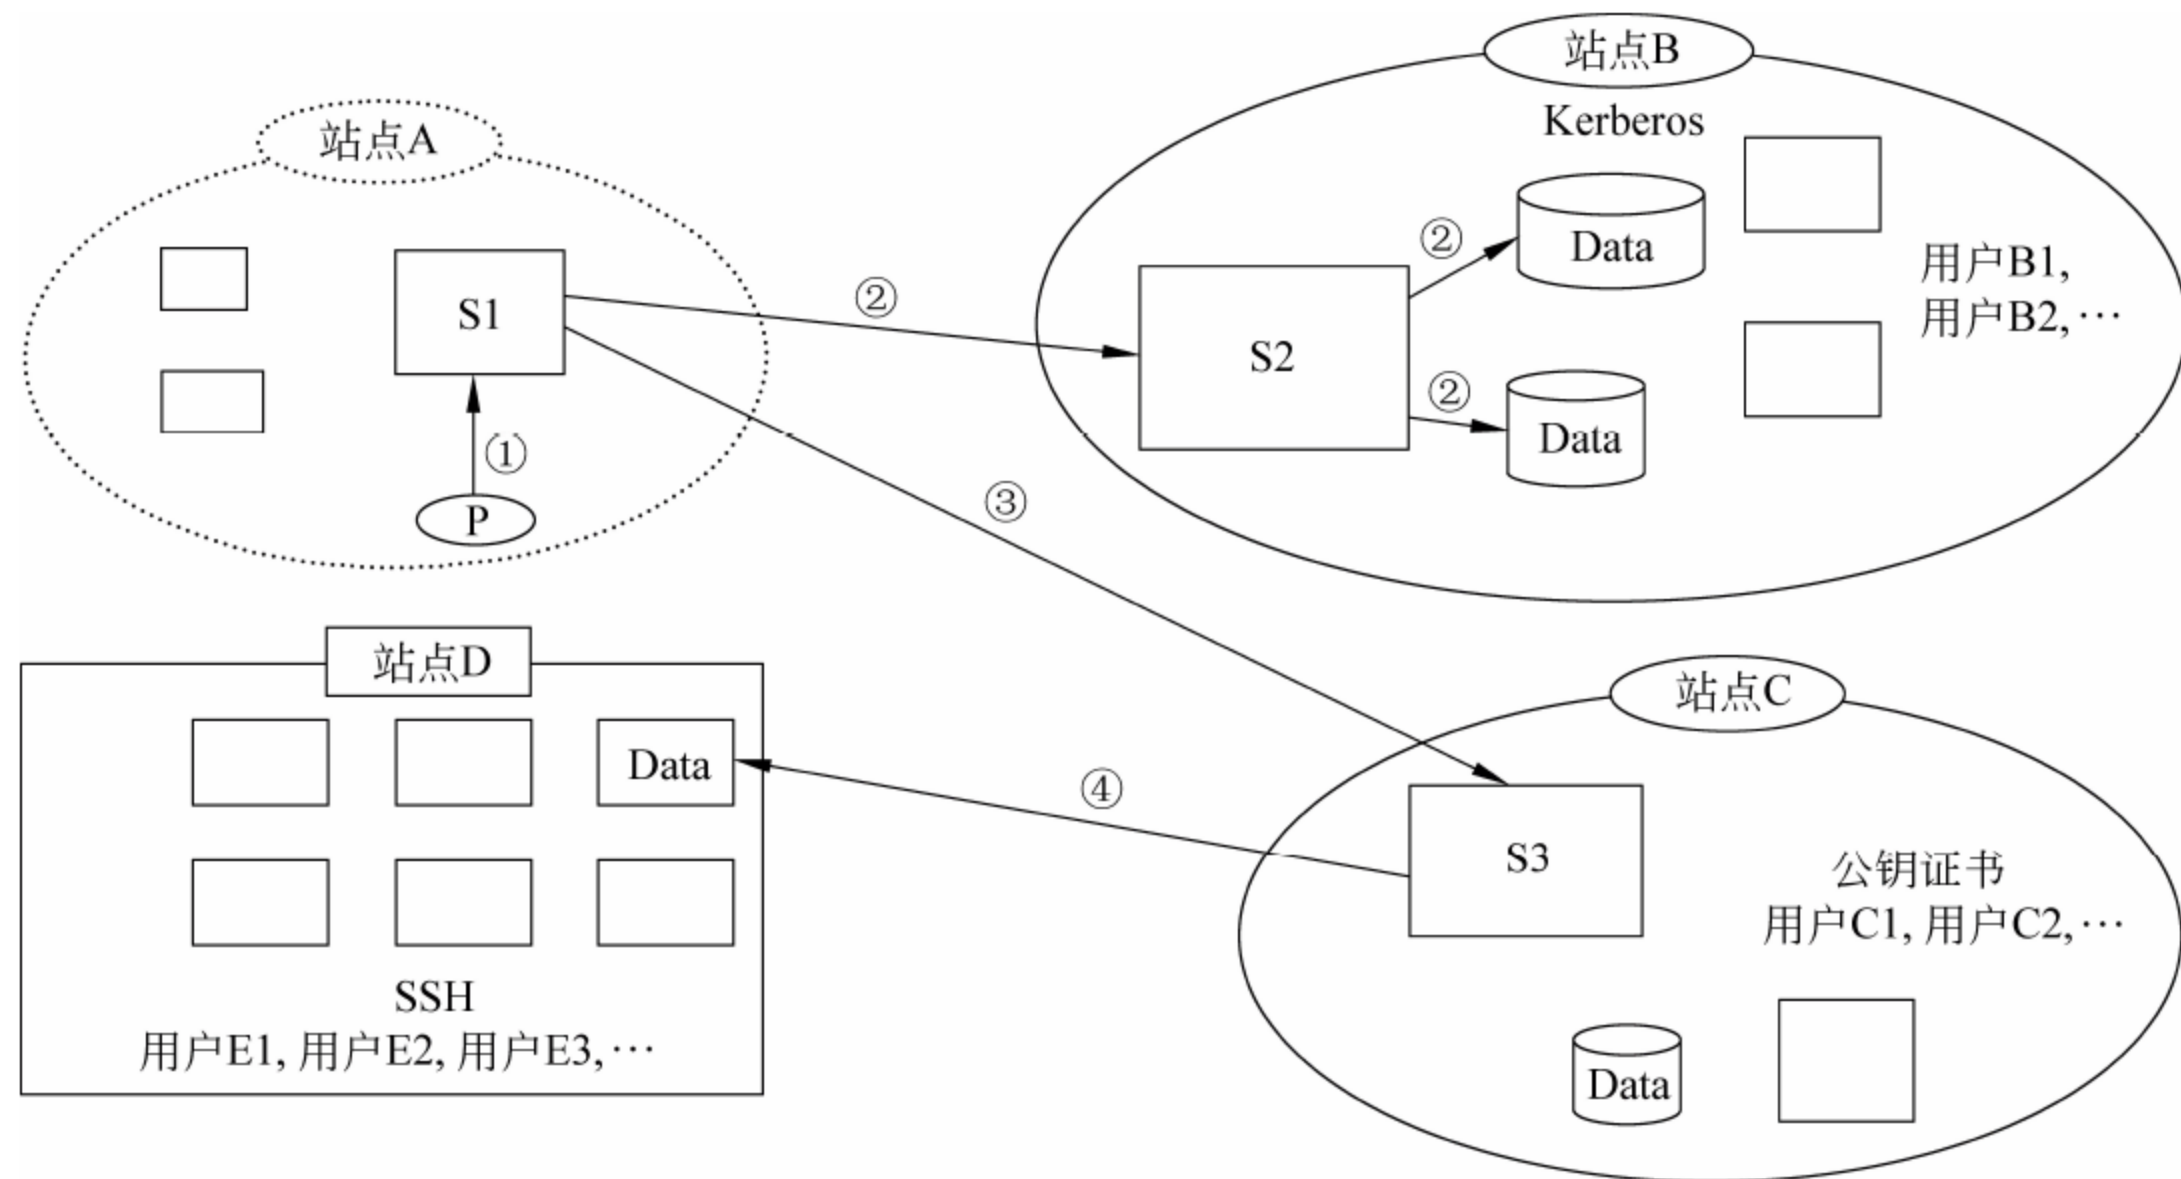 站点A
S1
①
P
②
③
站点B
Kerberos
S2
②
Data
②
Data
用户B1,
用户B2,…
站点D
Data
SSH
用户E1, 用户E2, 用户E3,…
④
站点C
S3
公钥证书
用户C1, 用户C2,…
Data